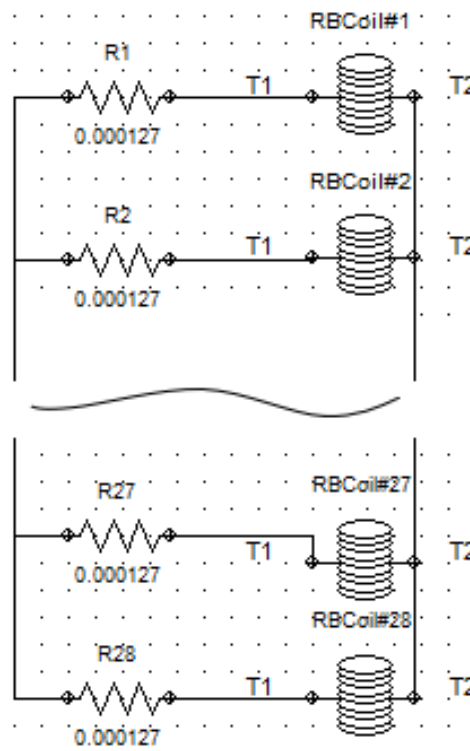 RBCoil#1
R1
T1
T2
0.000127
RBCoil#2
R2
T1
T2
0.000127
RBCoil#27
R27
T1
T2
0.000127
RBCoil#28
R28
T1
T2
0.000127